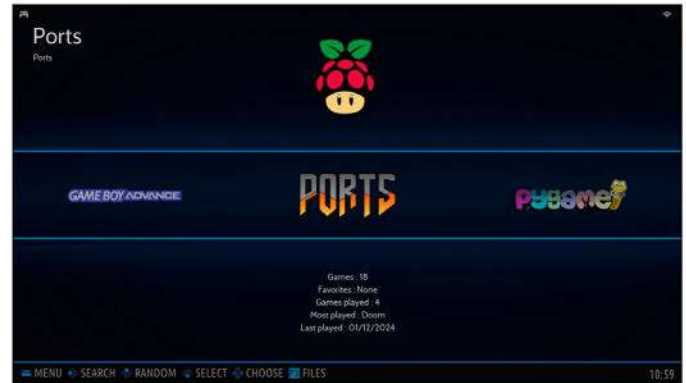 Ports
Ports
GAME BOY ADVANCE
PORTS
pygame
Games : 18
Favorites : None
Games played : 4
Most played : Doom
Last played : 01/12/2024
MENU SEARCH RANDOM SELECT CHOOSE FILES
10:59